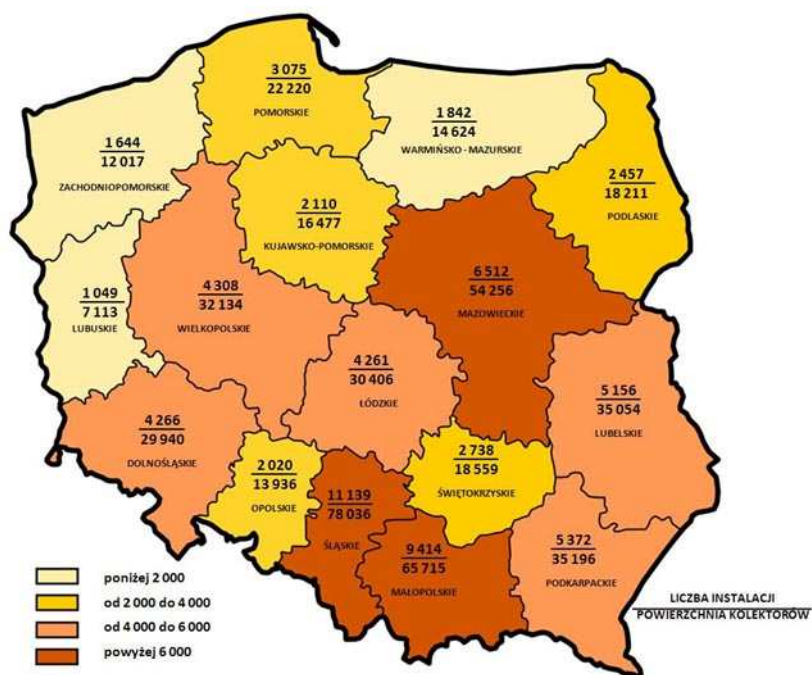 3 075
22 220
POMORSKIE
1 842
14 624
WARMIŃSKO - MAZURSKIE
1 644
12 017
ZACHODNIOPOMORSKIE
2 457
18 211
PODLASKIE
2 110
16 477
KUJAWSKO-POMORSKIE
6 512
54 256
MAZOWIECKIE
1 049
7 113
LUBUSKIE
4 308
32 134
WIELKOPOLSKIE
4 261
30 406
ŁÓDZKIE
5 156
35 054
LUBELSKIE
4 266
29 940
DOLNOŚLĄSKIE
2 020
13 936
OPOLSKIE
2 738
18 559
ŚWIĘTOKRZYSKIE
11 139
78 036
ŚLĄSKIE
9 414
65 715
MAŁOPOLSKIE
5 372
35 196
PODKARPACKIE
poniżej 2 000
od 2 000 do 4 000
od 4 000 do 6 000
powyżej 6 000
LICZBA INSTALACJI
POWIERZCHNIA KOLEKTORÓW